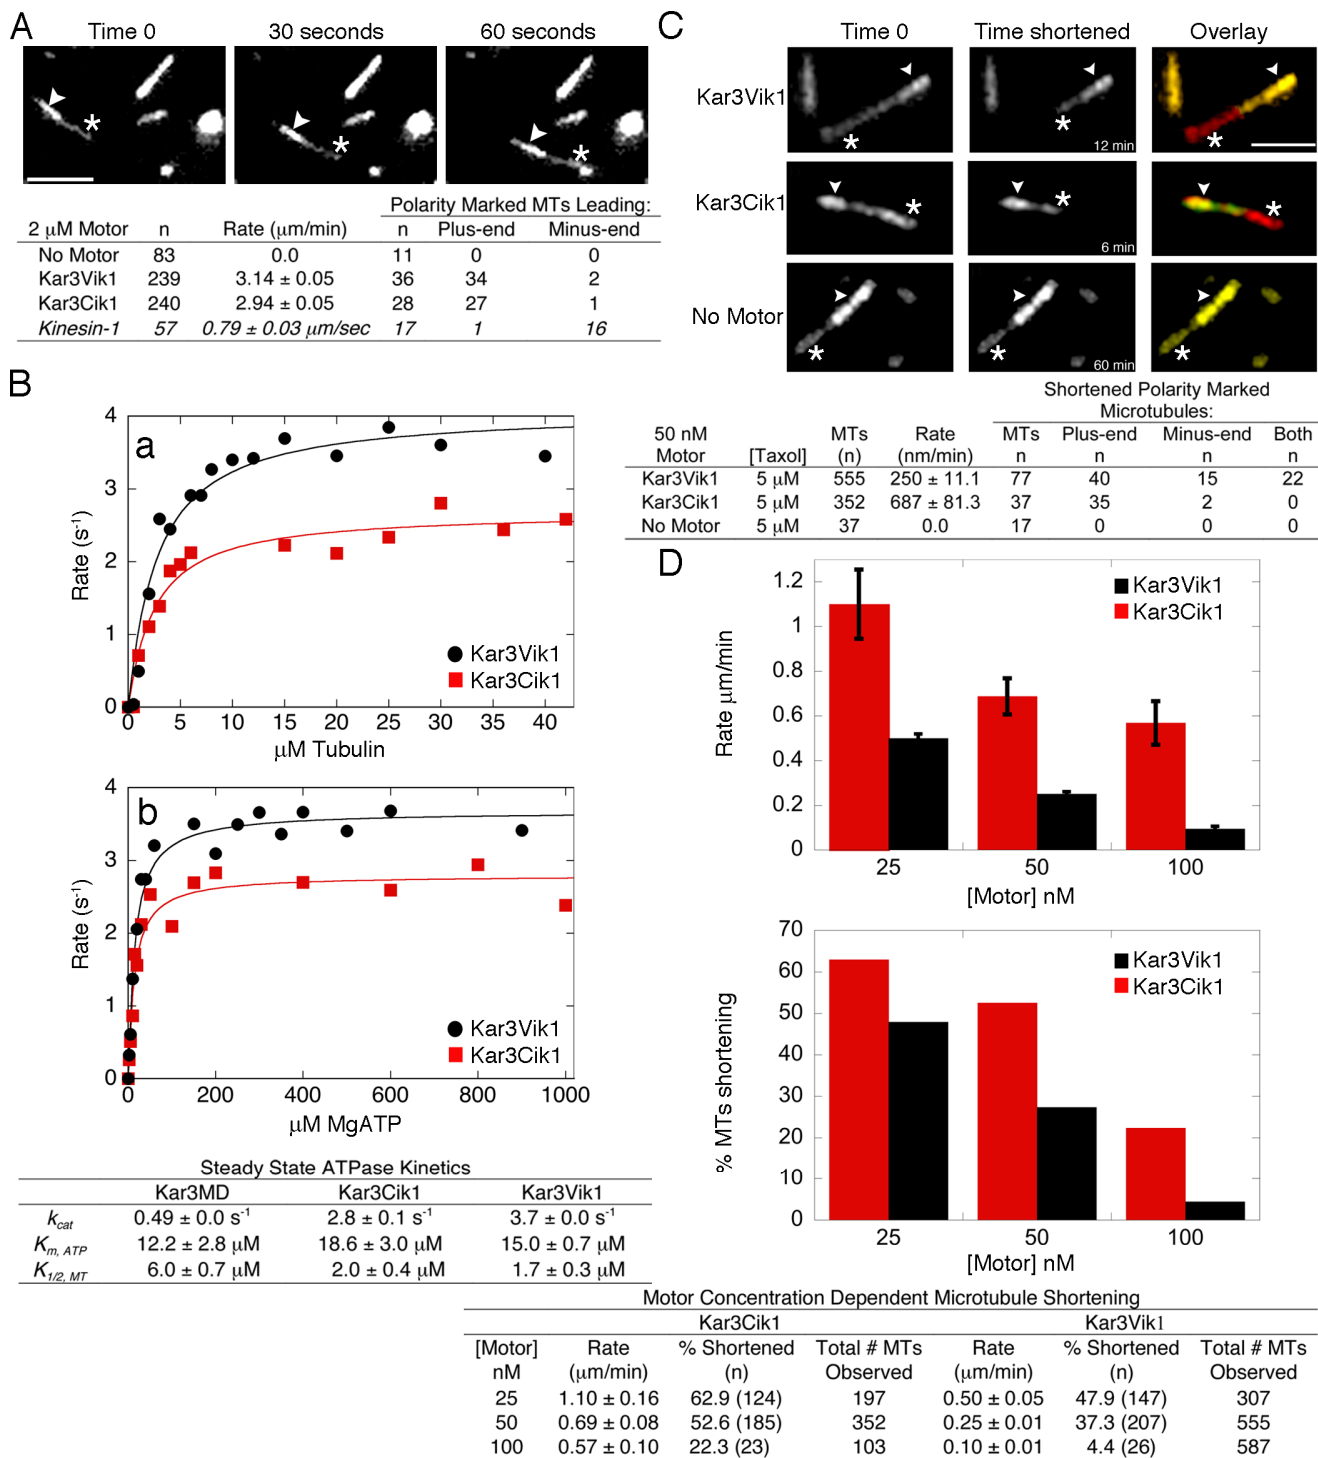 A
Time 0 30 seconds 60 seconds
* * *
Polarity Marked MTs Leading:
2 μM Motor n Rate (μm/min) n Plus-end Minus-end
No Motor 83 0.0 11 0 0
Kar3Vik1 239 3.14 ± 0.05 36 34 2
Kar3Cik1 240 2.94 ± 0.05 28 27 1
Kinesin-1 57 0.79 ± 0.03 μm/sec 17 1 16
B
a
Rate (s-1)
4
3
2
1
0
0 5 10 15 20 25 30 35 40
μM Tubulin
Kar3Vik1
Kar3Cik1
b
Rate (s-1)
4
3
2
1
0
0 200 400 600 800 1000
μM MgATP
Kar3Vik1
Kar3Cik1
Steady State ATPase Kinetics
Kar3MD Kar3Cik1 Kar3Vik1
kcat 0.49 ± 0.0 s-1 2.8 ± 0.1 s-1 3.7 ± 0.0 s-1
Km, ATP 12.2 ± 2.8 μM 18.6 ± 3.0 μM 15.0 ± 0.7 μM
K1/2, MT 6.0 ± 0.7 μM 2.0 ± 0.4 μM 1.7 ± 0.3 μM
C
Time 0 Time shortened Overlay
Kar3Vik1
* * *
12 min
Kar3Cik1
* * *
6 min
No Motor
* * *
60 min
Shortened Polarity Marked
Microtubules:
50 nM MTs Rate MTs Plus-end Minus-end Both
Motor [Taxol] (n) (nm/min) n n n n
Kar3Vik1 5 μM 555 250 ± 11.1 77 40 15 22
Kar3Cik1 5 μM 352 687 ± 81.3 37 35 2 0
No Motor 5 μM 37 0.0 17 0 0 0
D
Rate μm/min
1.2
1
0.8
0.6
0.4
0.2
0
25 50 100
[Motor] nM
Kar3Vik1
Kar3Cik1
% MTs shortening
70
60
50
40
30
20
10
0
25 50 100
[Motor] nM
Kar3Vik1
Kar3Cik1
Motor Concentration Dependent Microtubule Shortening
Kar3Cik1 Kar3Vik1
[Motor] Rate % Shortened Total # MTs Rate % Shortened Total # MTs
nM (μm/min) (n) Observed (μm/min) (n) Observed
25 1.10 ± 0.16 62.9 (124) 197 0.50 ± 0.05 47.9 (147) 307
50 0.69 ± 0.08 52.6 (185) 352 0.25 ± 0.01 37.3 (207) 555
100 0.57 ± 0.10 22.3 (23) 103 0.10 ± 0.01 4.4 (26) 587